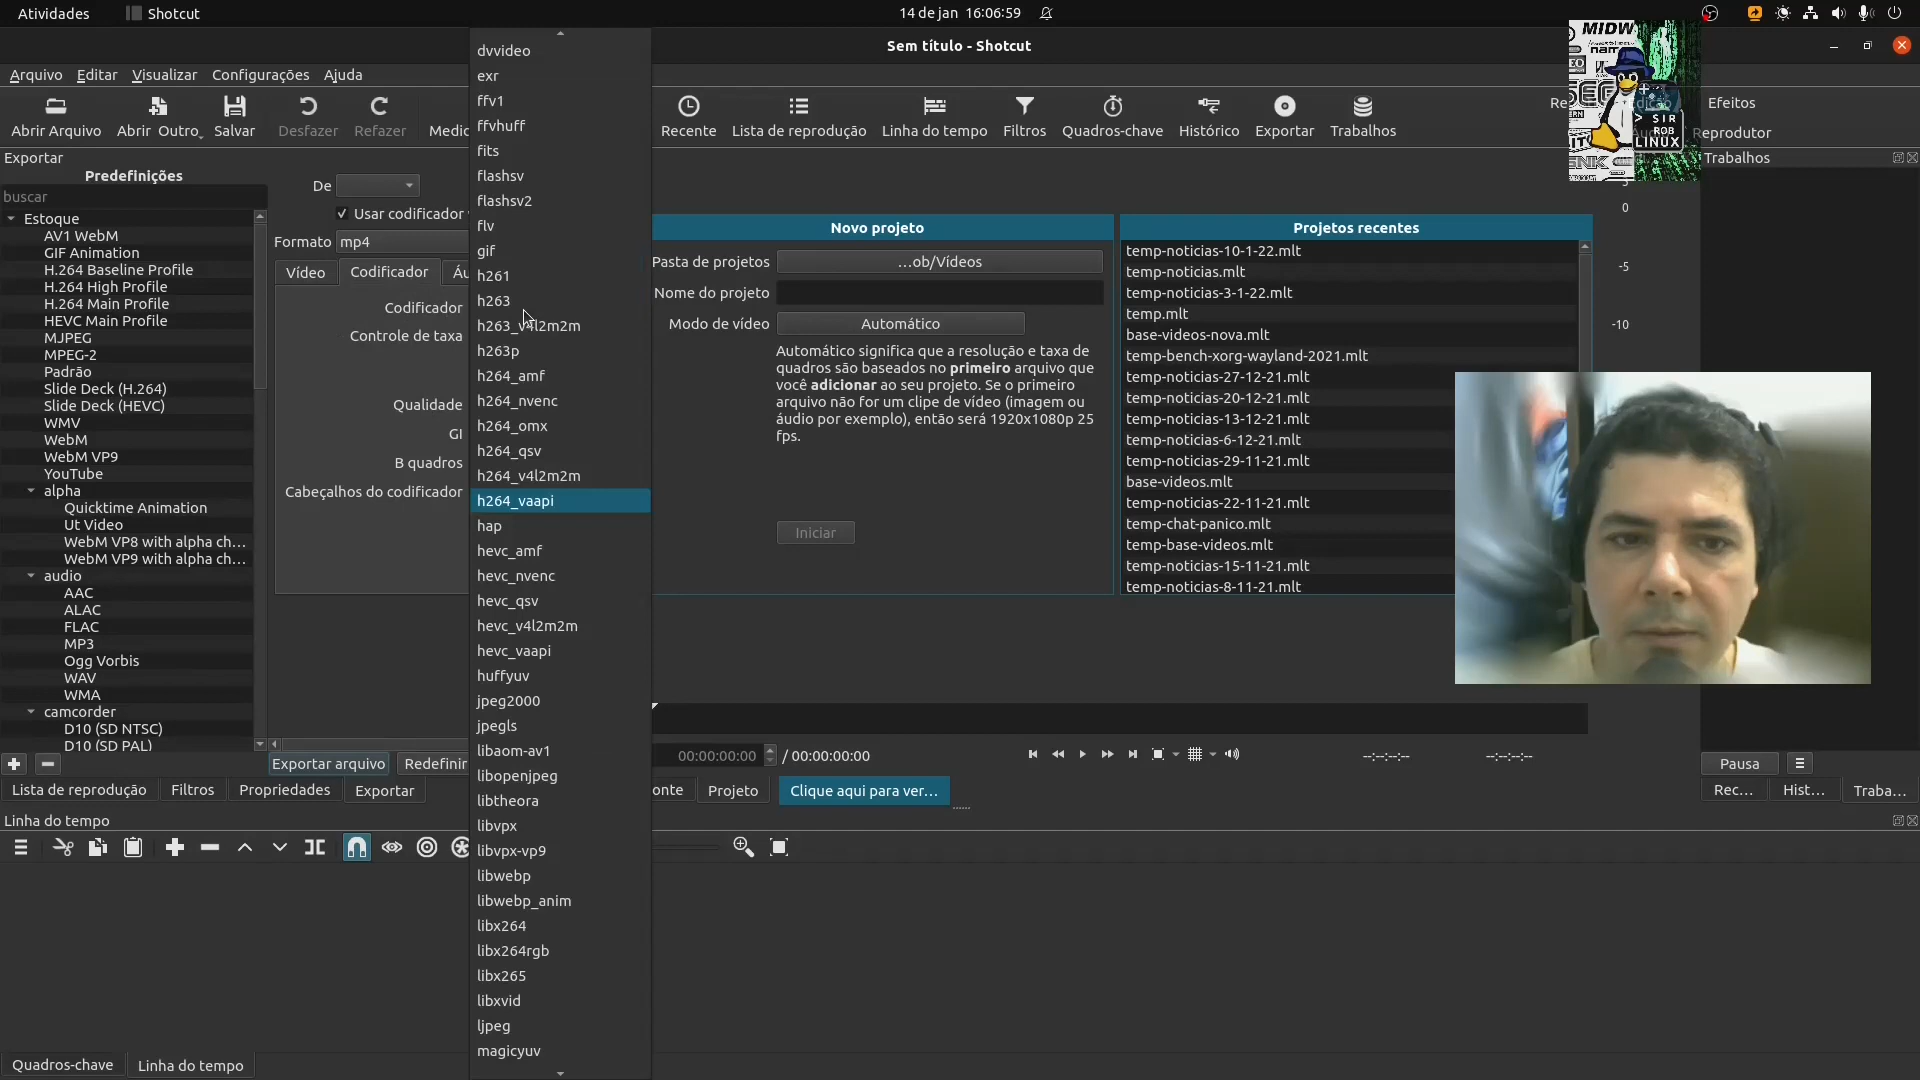 Atividades
Shotcut
14 de jan 16:06:59
Sem título - Shotcut
Arquivo Editar Visualizar Configurações Ajuda
Abrir Arquivo
Abrir Outro
Salvar
Desfazer
Refazer
Recente
Lista de reprodução
Linha do tempo
Filtros
Quadros-chave
Histórico
Exportar
Trabalhos
Efeitos
Reprodutor
> SIR
ROB
LINUX
Exportar
Predefinições
buscar
Estoque
AV1 WebM
GIF Animation
H.264 Baseline Profile
H.264 High Profile
H.264 Main Profile
HEVC Main Profile
MJPEG
MPEG-2
Padrão
Slide Deck (H.264)
Slide Deck (HEVC)
WMV
WebM
WebM VP9
YouTube
alpha
Quicktime Animation
Ut Video
WebM VP8 with alpha ch...
WebM VP9 with alpha ch...
audio
AAC
ALAC
FLAC
MP3
Ogg Vorbis
WAV
WMA
camcorder
D10 (SD NTSC)
D10 (SD PAL)
De
Usar codificador
Formato mp4
Vídeo
Codificador
Codificador
Controle de taxa
Qualidade
B quadros
Cabeçalhos do codificador
Exportar arquivo
Redefinir
dvvideo
exr
ffv1
ffvhuff
fits
flashsv
flashsv2
flv
gif
h261
h263
h263_v4l2m2m
h263p
h264_amf
h264_nvenc
h264_omx
h264_qsv
h264_v4l2m2m
h264_vaapi
hap
hevc_amf
hevc_nvenc
hevc_qsv
hevc_v4l2m2m
hevc_vaapi
huffyuv
jpeg2000
jpegls
libaom-av1
libopenjpeg
libtheora
libvpx
libvpx-vp9
libwebp
libwebp_anim
libx264
libx264rgb
libx265
libxvid
ljpeg
magicyuv
Novo projeto
Pasta de projetos ...ob/Vídeos
Nome do projeto
Modo de vídeo Automático
Automático significa que a resolução e taxa de
quadros são baseados no primeiro arquivo que
você adicionar ao seu projeto. Se o primeiro
arquivo não for um clipe de vídeo (imagem ou
áudio por exemplo), então será 1920x1080p 25
fps.
Iniciar
Projetos recentes
temp-noticias-10-1-22.mlt
temp-noticias.mlt
temp-noticias-3-1-22.mlt
temp.mlt
base-videos-nova.mlt
temp-bench-xorg-wayland-2021.mlt
temp-noticias-27-12-21.mlt
temp-noticias-20-12-21.mlt
temp-noticias-13-12-21.mlt
temp-noticias-6-12-21.mlt
temp-noticias-29-11-21.mlt
base-videos.mlt
temp-noticias-22-11-21.mlt
temp-chat-panico.mlt
temp-base-videos.mlt
temp-noticias-15-11-21.mlt
temp-noticias-8-11-21.mlt
0
-5
-10
Trabalhos
00:00:00:00 / 00:00:00:00
--:--:--:-- --:--:--:--
Projeto
Clique aqui para ver...
Pausa
Rec... Hist... Traba...
Lista de reprodução Filtros Propriedades Exportar
Linha do tempo
Quadros-chave Linha do tempo